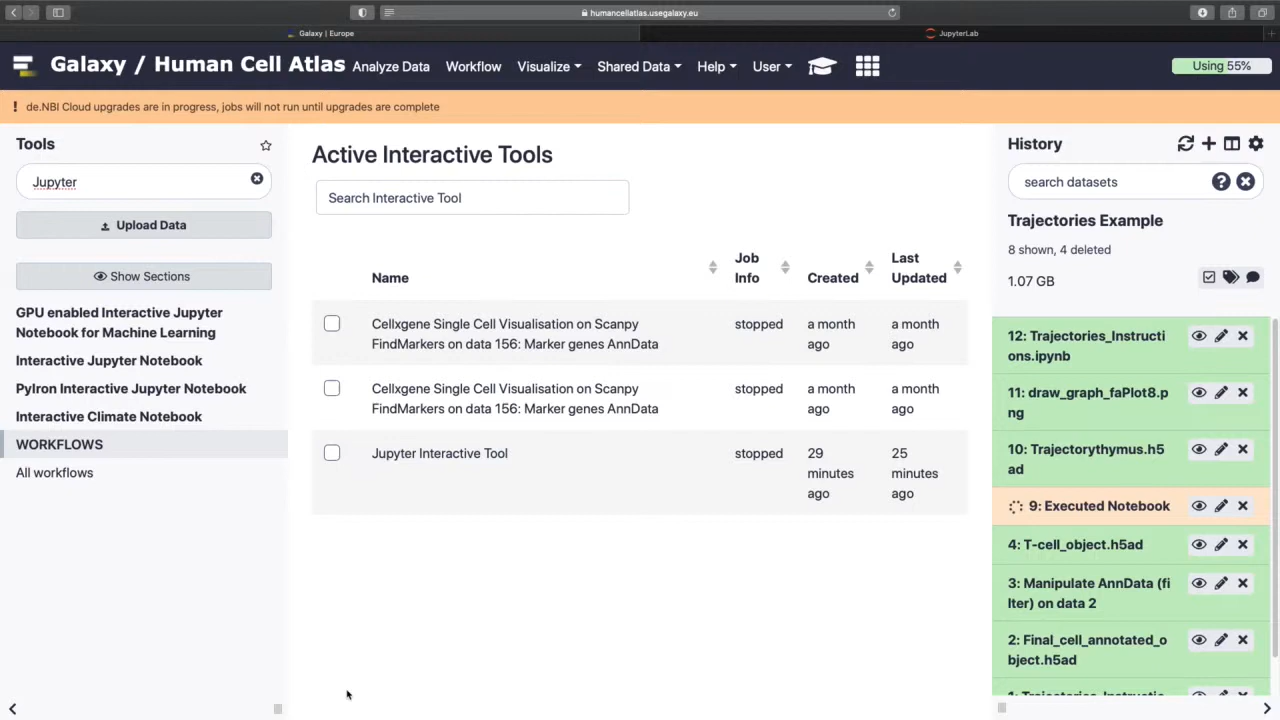 humancellatlas.usegalaxy.eu
Galaxy | Europe
JupyterLab
Galaxy / Human Cell Atlas
Analyze Data
Workflow
Visualize
Shared Data
Help
User
Using 55%
! de.NBI Cloud upgrades are in progress, jobs will not run until upgrades are complete
Tools
Jupyter
Upload Data
Show Sections
GPU enabled Interactive Jupyter
Notebook for Machine Learning
Interactive Jupyter Notebook
PyIron Interactive Jupyter Notebook
Interactive Climate Notebook
WORKFLOWS
All workflows
Active Interactive Tools
Search Interactive Tool
Name
Job
Info
Created
Last
Updated
Cellxgene Single Cell Visualisation on Scanpy
FindMarkers on data 156: Marker genes AnnData
stopped
a month
ago
a month
ago
Cellxgene Single Cell Visualisation on Scanpy
FindMarkers on data 156: Marker genes AnnData
stopped
a month
ago
a month
ago
Jupyter Interactive Tool
stopped
29
minutes
ago
25
minutes
ago
History
search datasets
Trajectories Example
8 shown, 4 deleted
1.07 GB
12: Trajectories_Instructi
ons.ipynb
11: draw_graph_faPlot8.p
ng
10: Trajectorythymus.h5
ad
9: Executed Notebook
4: T-cell_object.h5ad
3: Manipulate AnnData (fi
lter) on data 2
2: Final_cell_annotated_o
bject.h5ad